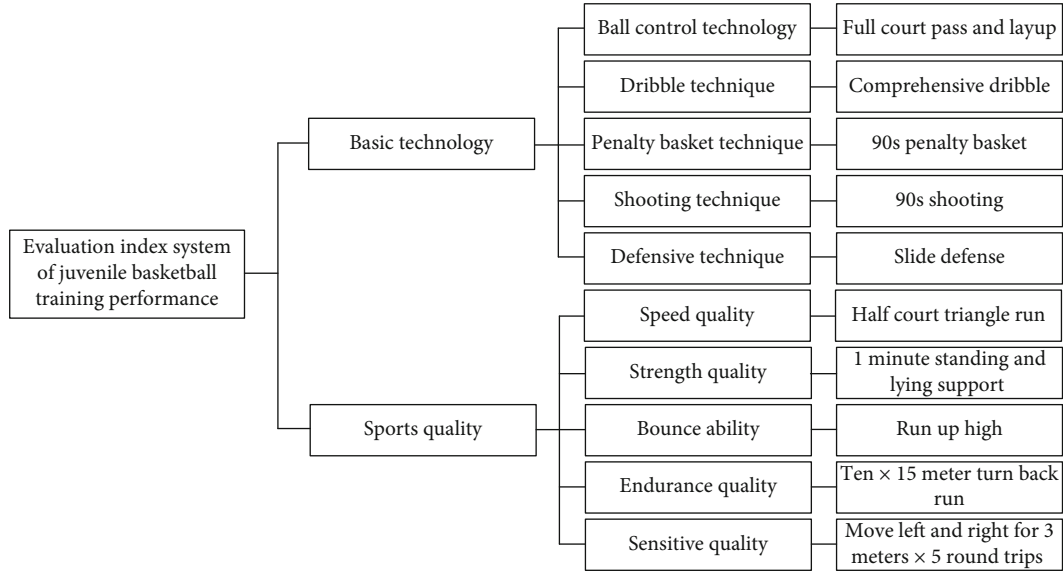 Evaluation index system
of juvenile basketball
training performance
Basic technology
Ball control technology
Full court pass and layup
Dribble technique
Comprehensive dribble
Penalty basket technique
90s penalty basket
Shooting technique
90s shooting
Defensive technique
Slide defense
Sports quality
Speed quality
Half court triangle run
Strength quality
1 minute standing and
lying support
Bounce ability
Run up high
Endurance quality
Ten × 15 meter turn back
run
Sensitive quality
Move left and right for 3
meters × 5 round trips